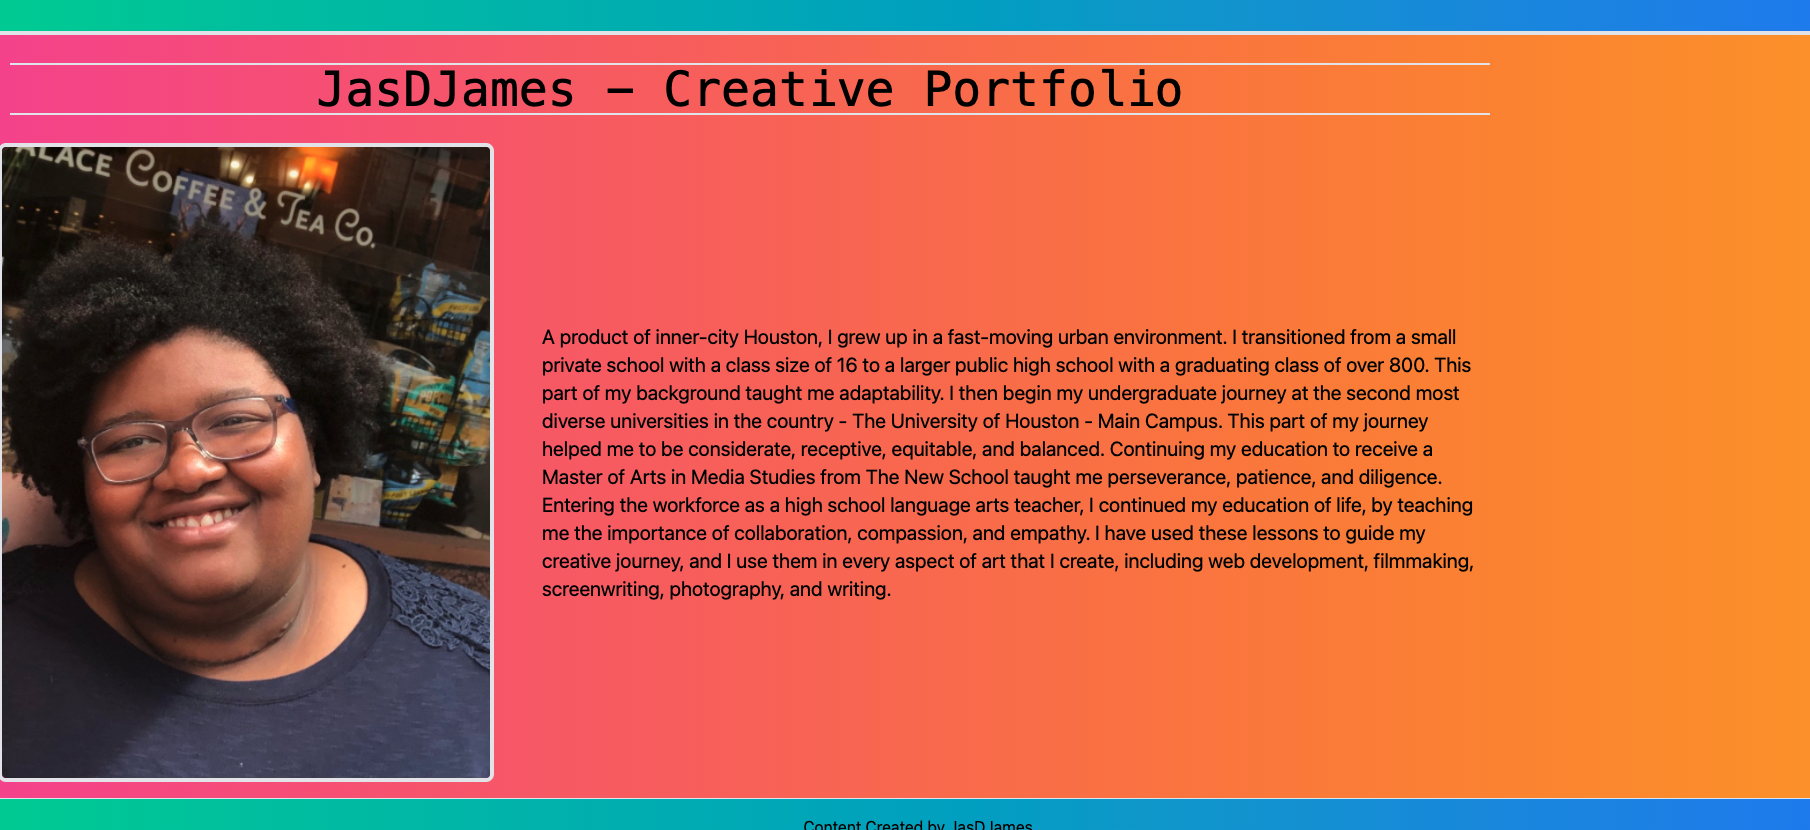 JasDJames – Creative Portfolio
ALACE COFFEE & TEA CO.
A product of inner-city Houston, I grew up in a fast-moving urban environment. I transitioned from a small
private school with a class size of 16 to a larger public high school with a graduating class of over 800. This
part of my background taught me adaptability. I then begin my undergraduate journey at the second most
diverse universities in the country - The University of Houston - Main Campus. This part of my journey
helped me to be considerate, receptive, equitable, and balanced. Continuing my education to receive a
Master of Arts in Media Studies from The New School taught me perseverance, patience, and diligence.
Entering the workforce as a high school language arts teacher, I continued my education of life, by teaching
me the importance of collaboration, compassion, and empathy. I have used these lessons to guide my
creative journey, and I use them in every aspect of art that I create, including web development, filmmaking,
screenwriting, photography, and writing.
Content Created by JasDJames